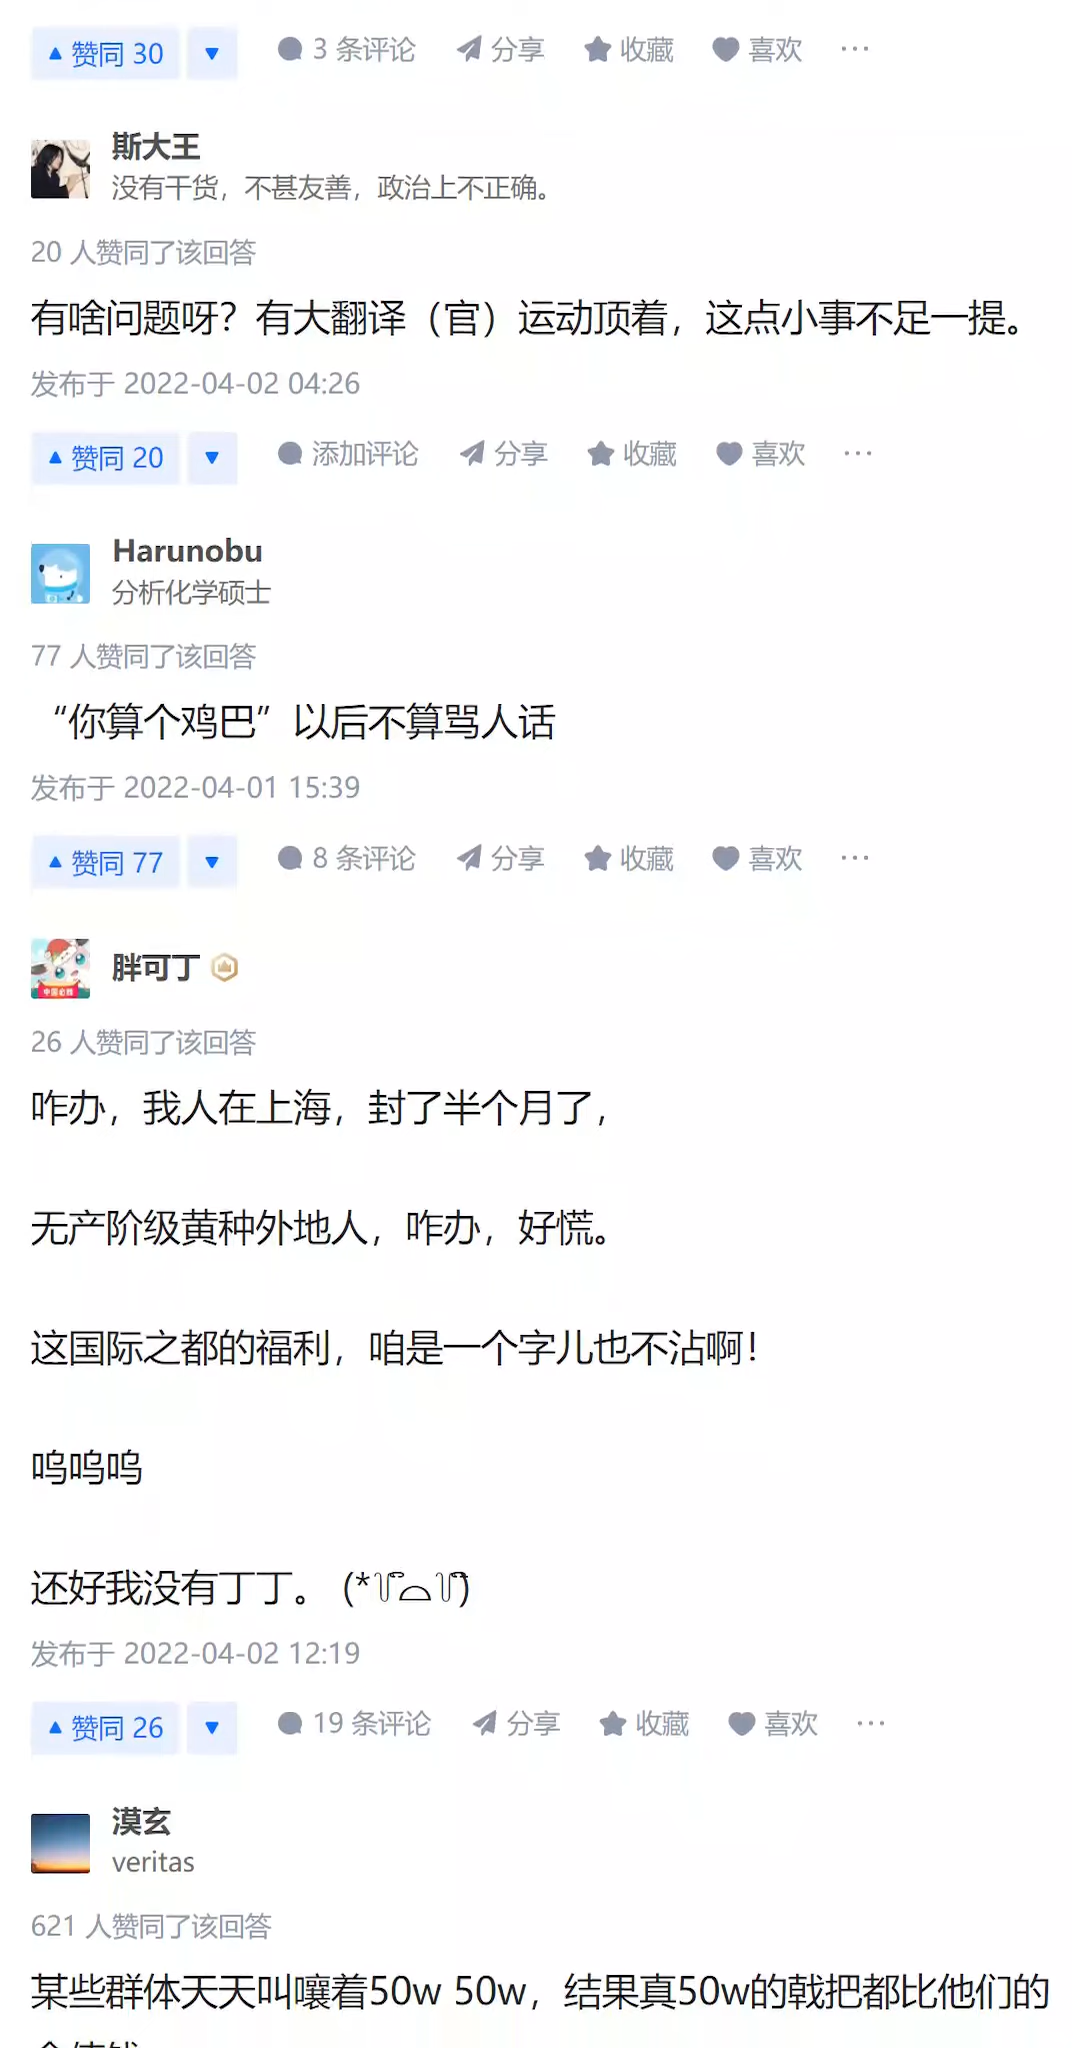 赞同 30
3 条评论
分享
收藏
喜欢
斯大王
没有干货，不甚友善，政治上不正确。
20 人赞同了该回答
有啥问题呀？有大翻译（官）运动顶着，这点小事不足一提。
发布于 2022-04-02 04:26
赞同 20
添加评论
分享
收藏
喜欢
Harunobu
分析化学硕士
77 人赞同了该回答
“你算个鸡巴”以后不算骂人话
发布于 2022-04-01 15:39
赞同 77
8 条评论
分享
收藏
喜欢
胖可丁
26 人赞同了该回答
咋办，我人在上海，封了半个月了，
无产阶级黄种外地人，咋办，好慌。
这国际之都的福利，咱是一个字儿也不沾啊！
呜呜呜
还好我没有丁丁。
发布于 2022-04-02 12:19
赞同 26
19 条评论
分享
收藏
喜欢
漠玄
veritas
621 人赞同了该回答
某些群体天天叫嚷着50w 50w，结果真50w的戟把都比他们的